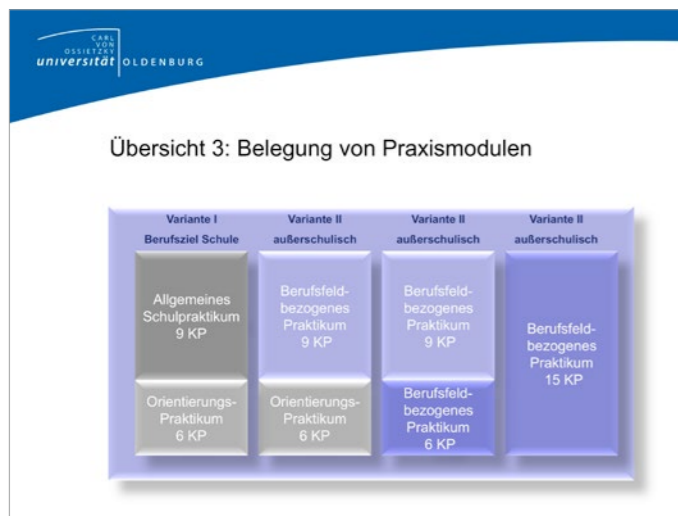 CARL
VON
OSSIETZKY
universität OLDENBURG
Übersicht 3: Belegung von Praxismodulen
Variante I
Berufsziel Schule
Allgemeines
Schulpraktikum
9 KP
Orientierungs-
Praktikum
6 KP
Variante II
außerschulisch
Berufsfeld-
bezogenes
Praktikum
9 KP
Orientierungs-
Praktikum
6 KP
Variante II
außerschulisch
Berufsfeld-
bezogenes
Praktikum
9 KP
Berufsfeld-
bezogenes
Praktikum
6 KP
Variante II
außerschulisch
Berufsfeld-
bezogenes
Praktikum
15 KP